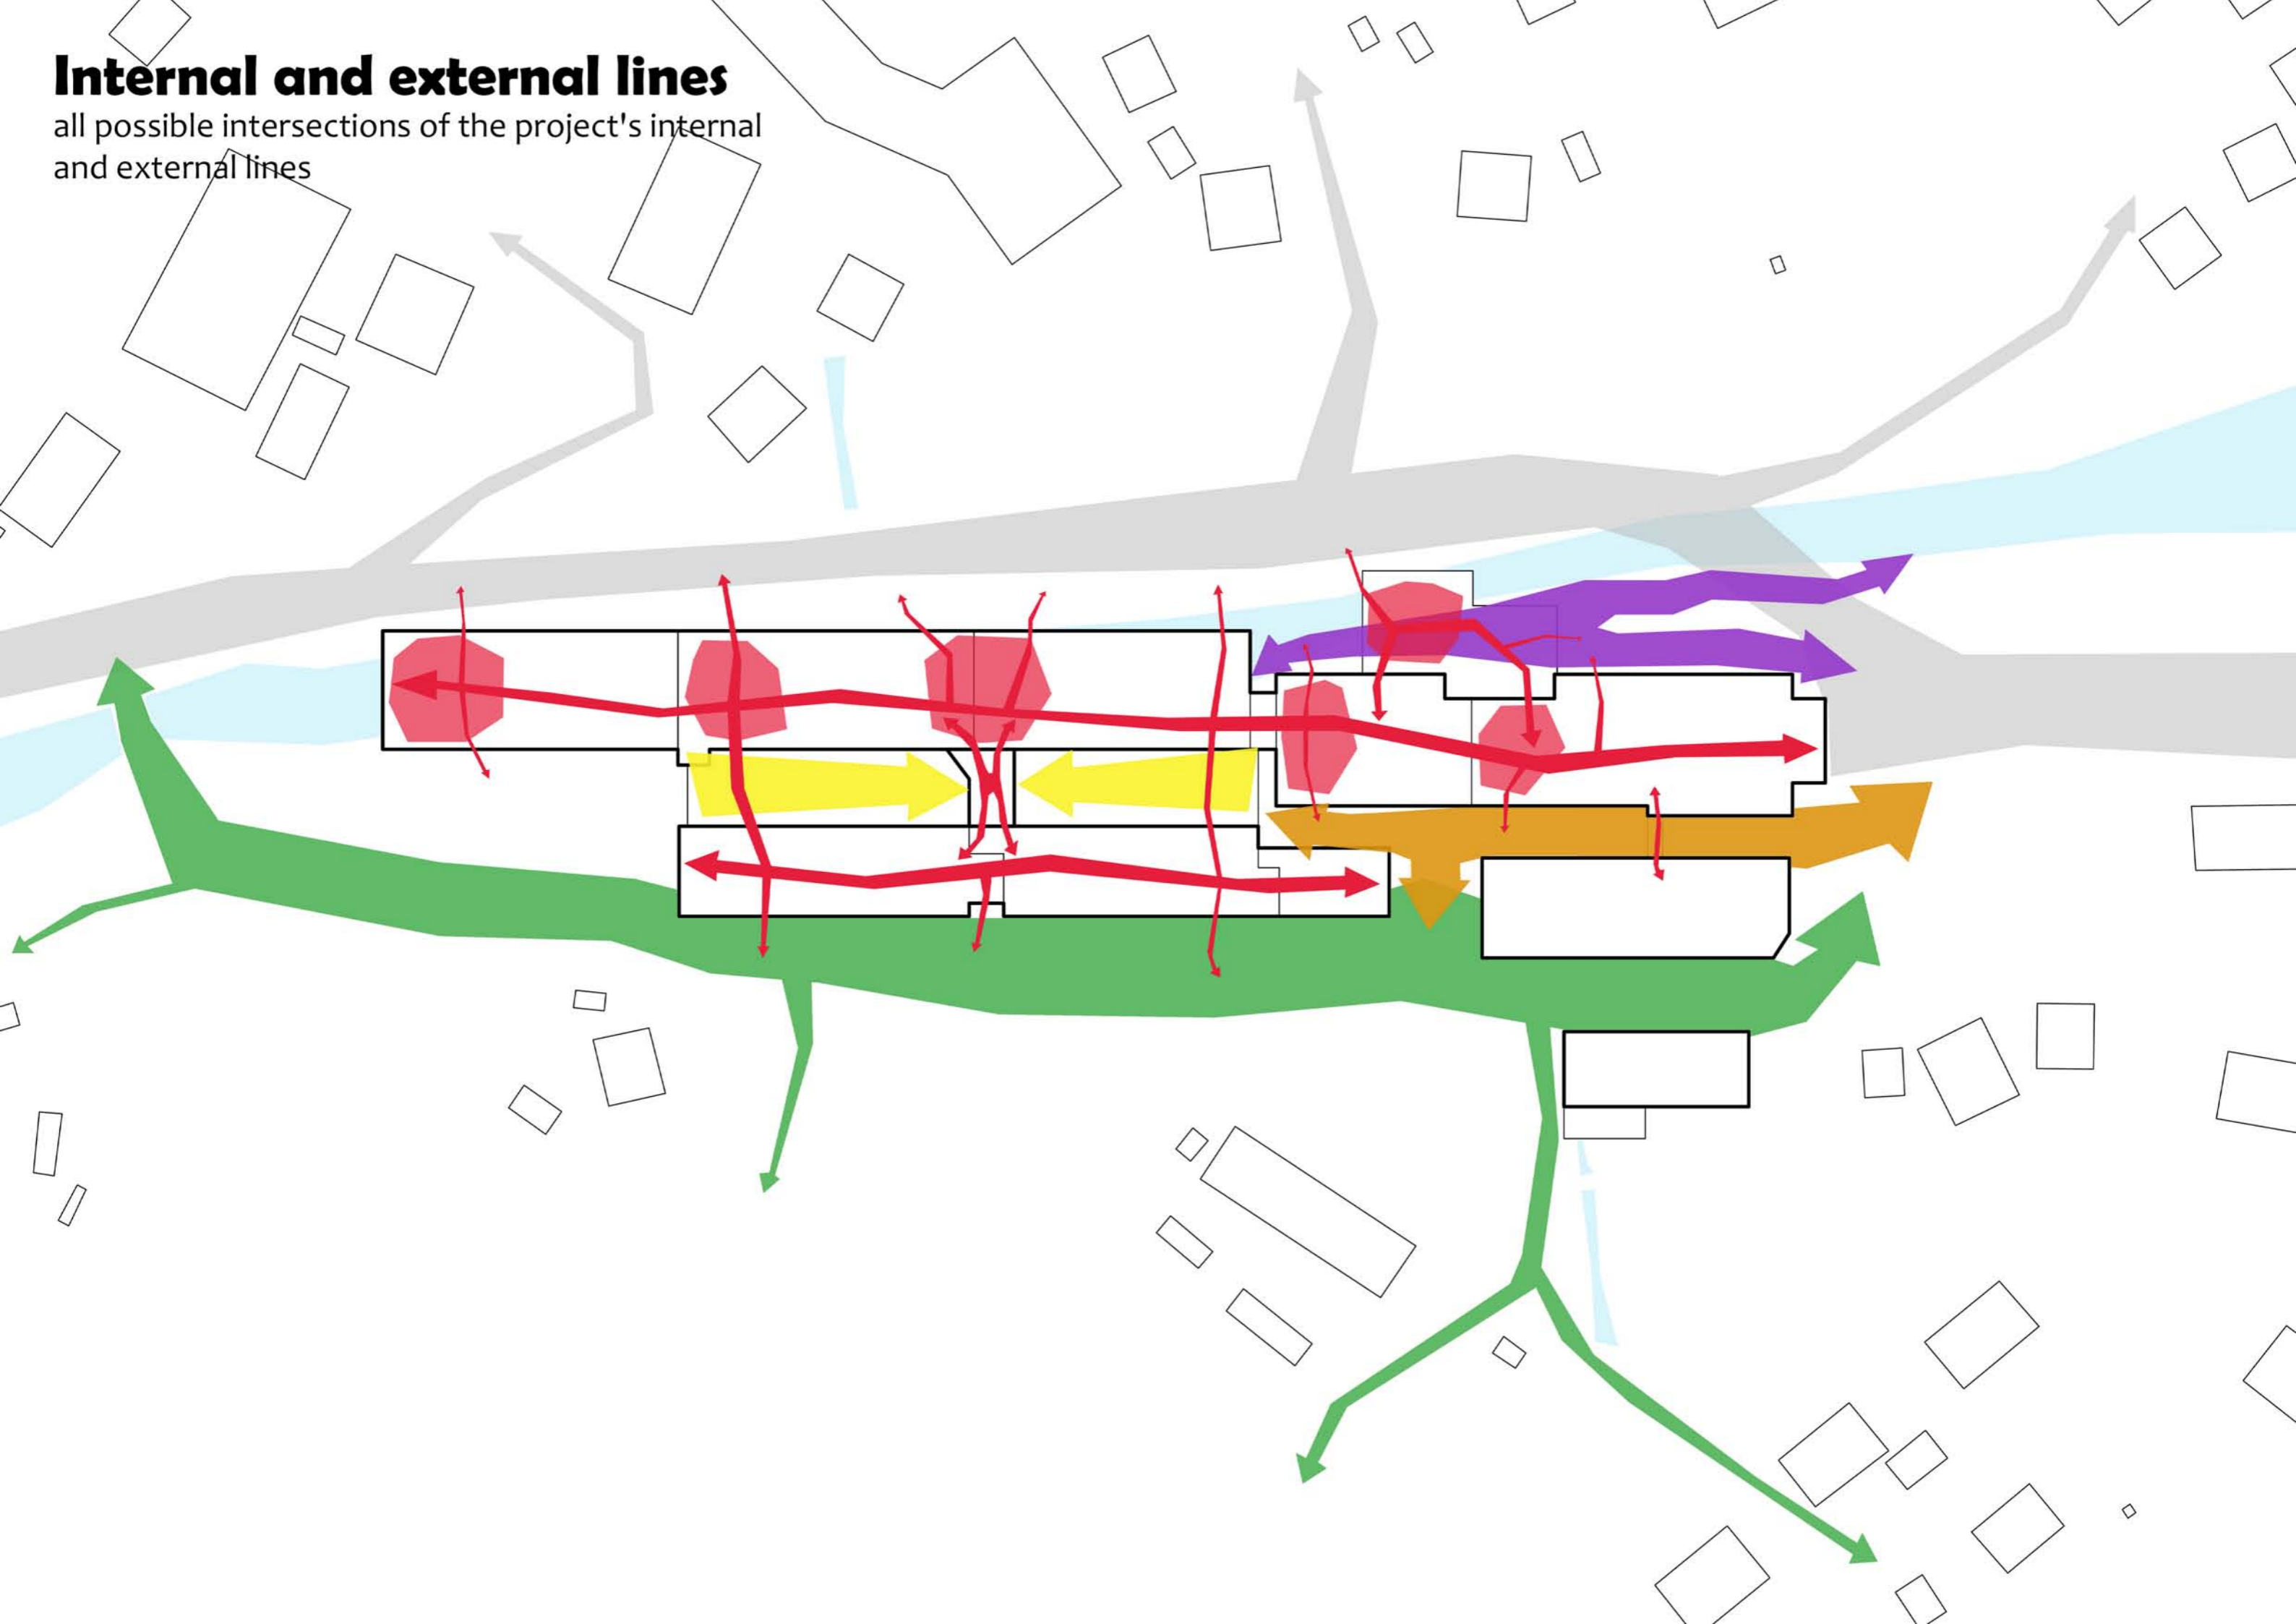 Internal and external lines
all possible intersections of the project's internal
and external lines